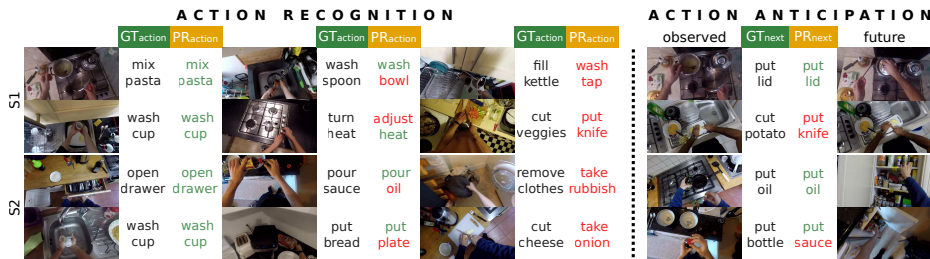 ACTION RECOGNITION
ACTION ANTICIPATION
GTaction PRaction GTaction PRaction GTaction PRaction observed GTnext PRnext future
S1
mix pasta
mix pasta
wash spoon
wash bowl
fill kettle
wash tap
put lid
put lid
wash cup
wash cup
turn heat
adjust heat
cut veggies
put knife
cut potato
put knife
S2
open drawer
open drawer
pour sauce
pour oil
remove clothes
take rubbish
put oil
put oil
wash cup
wash cup
put bread
put plate
cut cheese
take onion
put bottle
put sauce